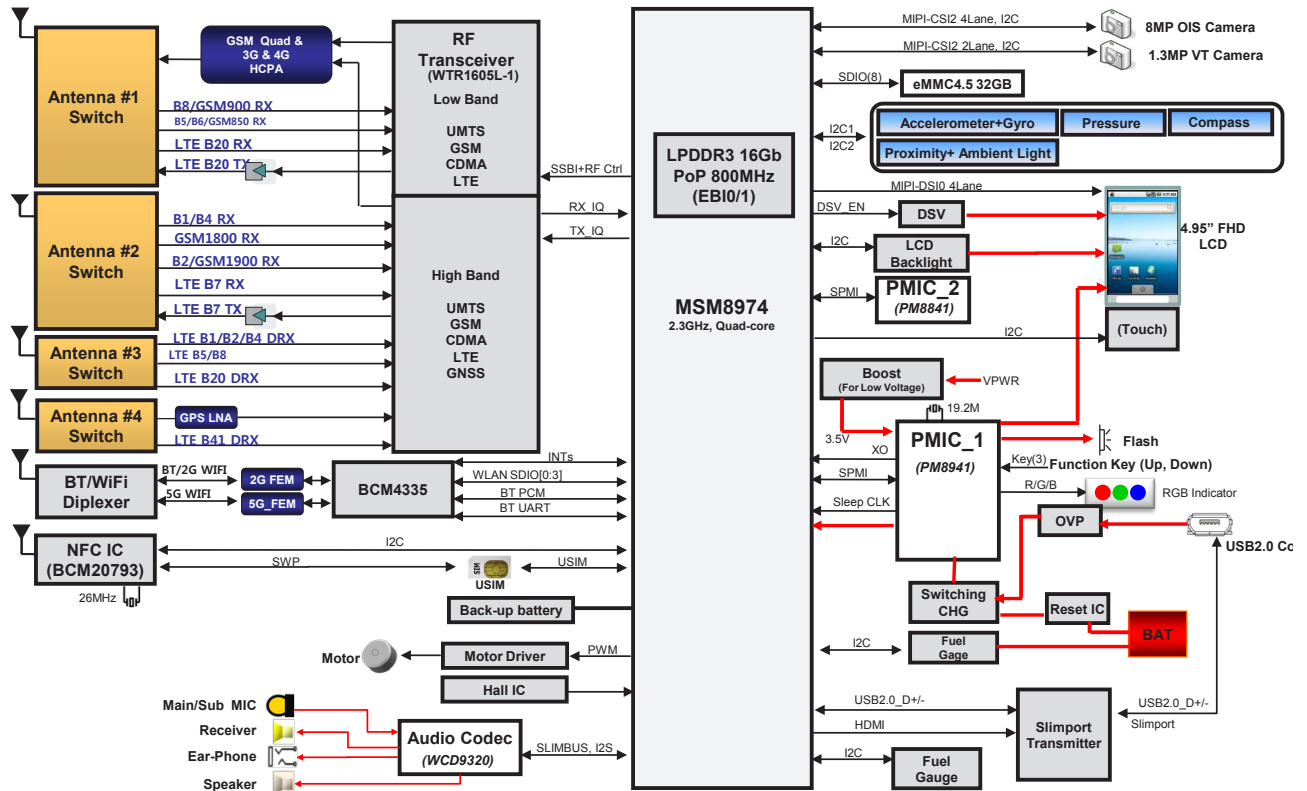 GSM Quad &
3G & 4G
HCPA
RF
Transceiver
(WTR1605L-1)
Low Band
UMTS
GSM
CDMA
LTE
Antenna #1
Switch
B8/GSM900 RX
B5/B6/GSM850 RX
LTE B20 RX
LTE B20 TX
Antenna #2
Switch
B1/B4 RX
GSM1800 RX
B2/GSM1900 RX
LTE B7 RX
LTE B7 TX
High Band
UMTS
GSM
CDMA
LTE
GNSS
Antenna #3
Switch
LTE B1/B2/B4 DRX
LTE B5/B8
LTE B20 DRX
Antenna #4
Switch
GPS LNA
LTE B41 DRX
SSBI+RF Ctrl
RX_IQ
TX_IQ
BT/WiFi
Diplexer
BT/2G WIFI
5G WIFI
2G FEM
5G_FEM
BCM4335
INTs
WLAN SDIO[0:3]
BT PCM
BT UART
NFC IC
(BCM20793)
26MHz
I2C
SWP
SIM
USIM
USIM
Back-up battery
Motor
Motor Driver
PWM
Hall IC
Main/Sub MIC
Receiver
Ear-Phone
Speaker
Audio Codec
(WCD9320)
SLIMBUS, I2S
LPDDR3 16Gb
PoP 800MHz
(EBI0/1)
MSM8974
2.3GHz, Quad-core
MIPI-CSI2 4Lane, I2C
8MP OIS Camera
MIPI-CSI2 2Lane, I2C
1.3MP VT Camera
SDIO(8)
eMMC4.5 32GB
I2C1
I2C2
Accelerometer+Gyro
Pressure
Compass
Proximity+ Ambient Light
MIPI-DSI0 4Lane
DSV_EN
DSV
I2C
LCD
Backlight
4.95” FHD
LCD
SPMI
PMIC_2
(PM8841)
I2C
(Touch)
Boost
(For Low Voltage)
VPWR
19.2M
3.5V
PMIC_1
(PM8941)
XO
SPMI
Sleep CLK
Flash
Key(3)
Function Key (Up, Down)
R/G/B
RGB Indicator
OVP
USB2.0 Co
Switching
CHG
Reset IC
BAT
I2C
Fuel
Gage
USB2.0_D+/-
HDMI
Slimport
Transmitter
USB2.0_D+/-
Slimport
I2C
Fuel
Gauge